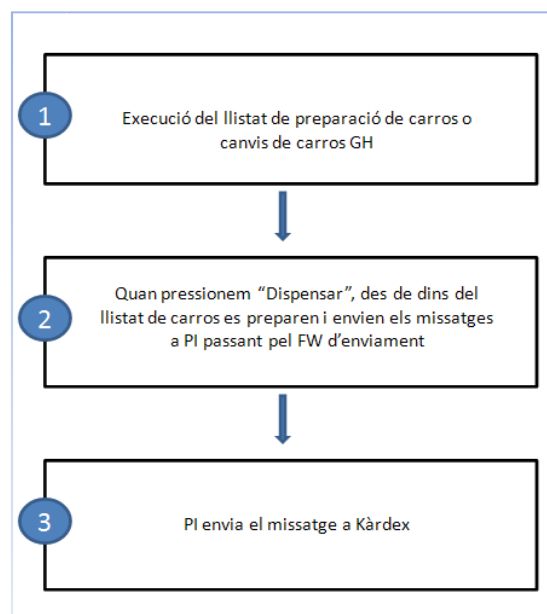 1
Execució del llistat de preparació de carros o
canvis de carros GH
2
Quan pressionem “Dispensar”, des de dins del
llistat de carros es preparen i envien els missatges
a PI passant pel FW d’enviament
3
PI envia el missatge a Kàrdex